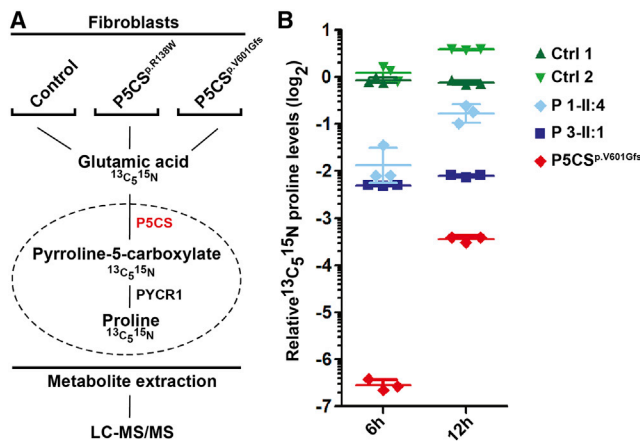 A
Fibroblasts
Control
P5CS^p.R138W
P5CS^p.V601Gfs
Glutamic acid
¹³C₅¹⁵N
P5CS
Pyrroline-5-carboxylate
¹³C₅¹⁵N
PYCR1
Proline
¹³C₅¹⁵N
Metabolite extraction
LC-MS/MS
B
Relative¹³C₅¹⁵N proline levels (log₂)
1
0
-1
-2
-3
-4
-5
-6
-7
6h
12h
Ctrl 1
Ctrl 2
P 1-II:4
P 3-II:1
P5CS^p.V601Gfs